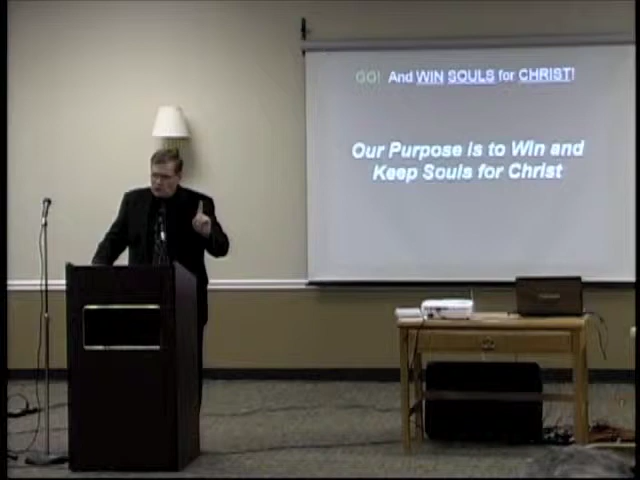 GO! And WIN SOULS for CHRIST!
Our Purpose is to Win and
Keep Souls for Christ